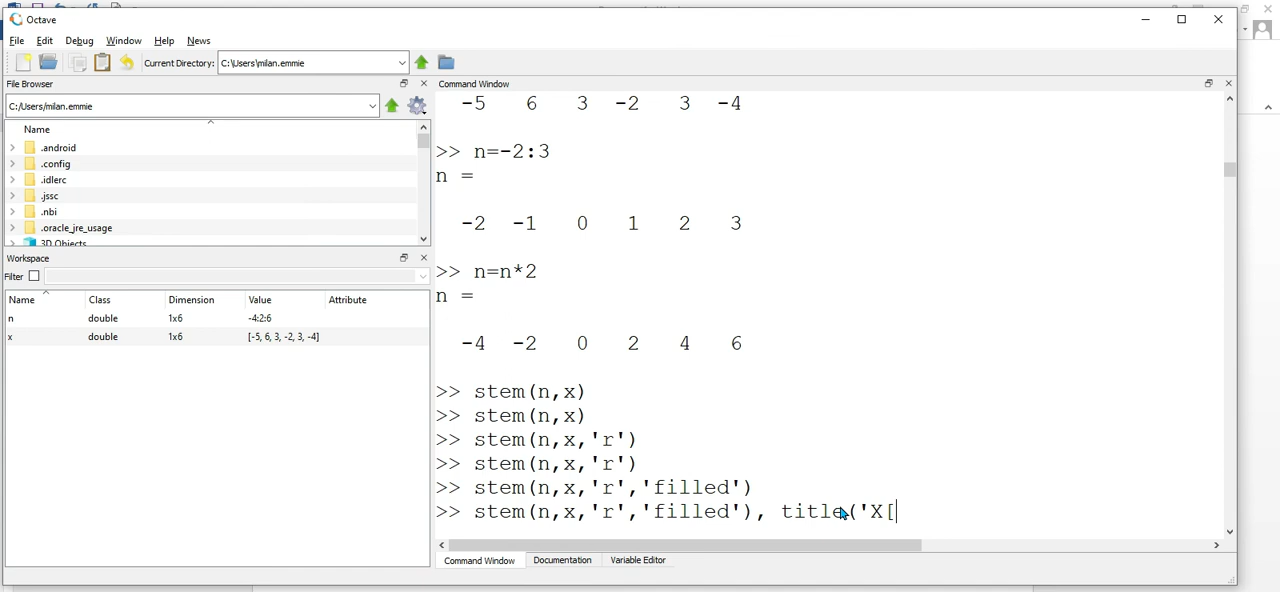 Octave
File Edit Debug Window Help News
Current Directory: C:\Users\milan.emmie
File Browser
C:/Users/milan.emmie
Name
.android
.config
.idlerc
.jssc
.nbi
.oracle_jre_usage
3D Objects
Workspace
Filter
Name Class Dimension Value Attribute
n double 1x6 -4:2:6
x double 1x6 [-5, 6, 3, -2, 3, -4]
Command Window
-5 6 3 -2 3 -4
>> n=-2:3
n =
-2 -1 0 1 2 3
>> n=n*2
n =
-4 -2 0 2 4 6
>> stem(n,x)
>> stem(n,x)
>> stem(n,x,'r')
>> stem(n,x,'r')
>> stem(n,x,'r','filled')
>> stem(n,x,'r','filled'), title('X[
Command Window Documentation Variable Editor